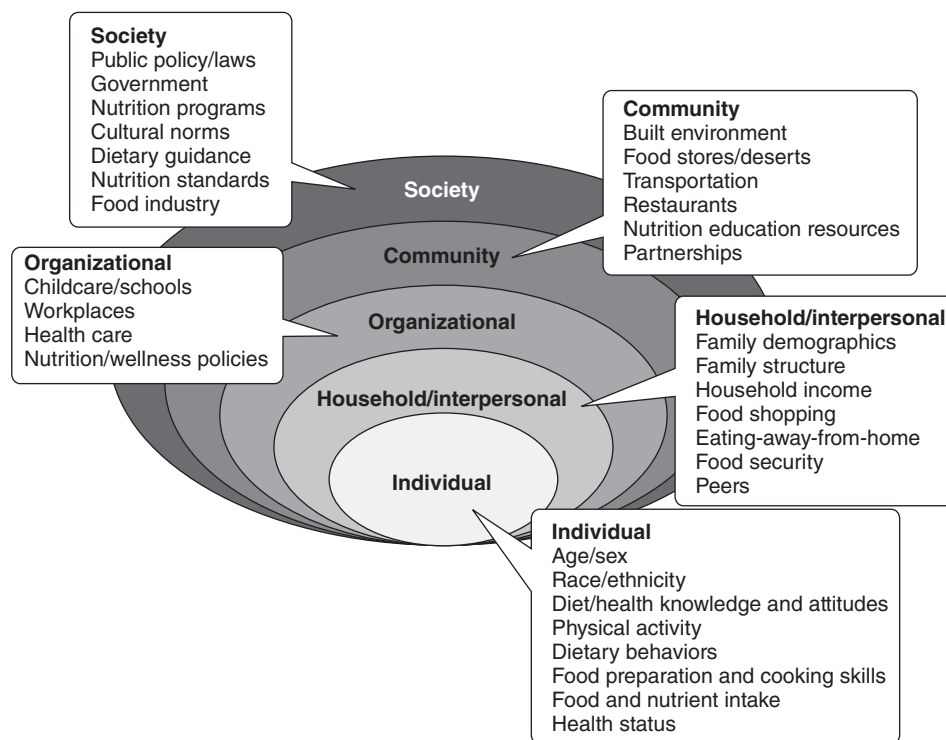 Society
Public policy/laws
Government
Nutrition programs
Cultural norms
Dietary guidance
Nutrition standards
Food industry
Community
Built environment
Food stores/deserts
Transportation
Restaurants
Nutrition education resources
Partnerships
Organizational
Childcare/schools
Workplaces
Health care
Nutrition/wellness policies
Household/interpersonal
Family demographics
Family structure
Household income
Food shopping
Eating-away-from-home
Food security
Peers
Society
Community
Organizational
Household/interpersonal
Individual
Individual
Age/sex
Race/ethnicity
Diet/health knowledge and attitudes
Physical activity
Dietary behaviors
Food preparation and cooking skills
Food and nutrient intake
Health status